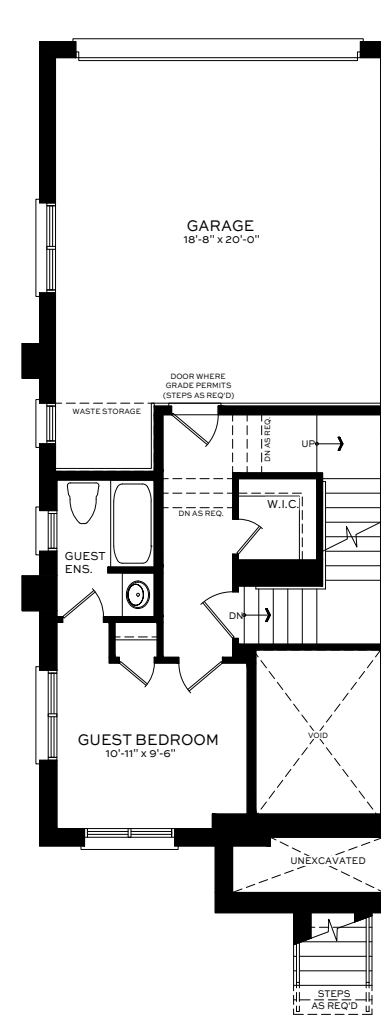 GARAGE
18'-8" x 20'-0"
DOOR WHERE
GRADE PERMITS
(STEPS AS REQ'D)
WASTE STORAGE
DN AS REQ.
UP
W.I.C.
DN AS REQ.
GUEST
ENS.
DN
GUEST BEDROOM
10'-11" x 9'-6"
VOID
UNEXCAVATED
STEPS
AS REQ'D